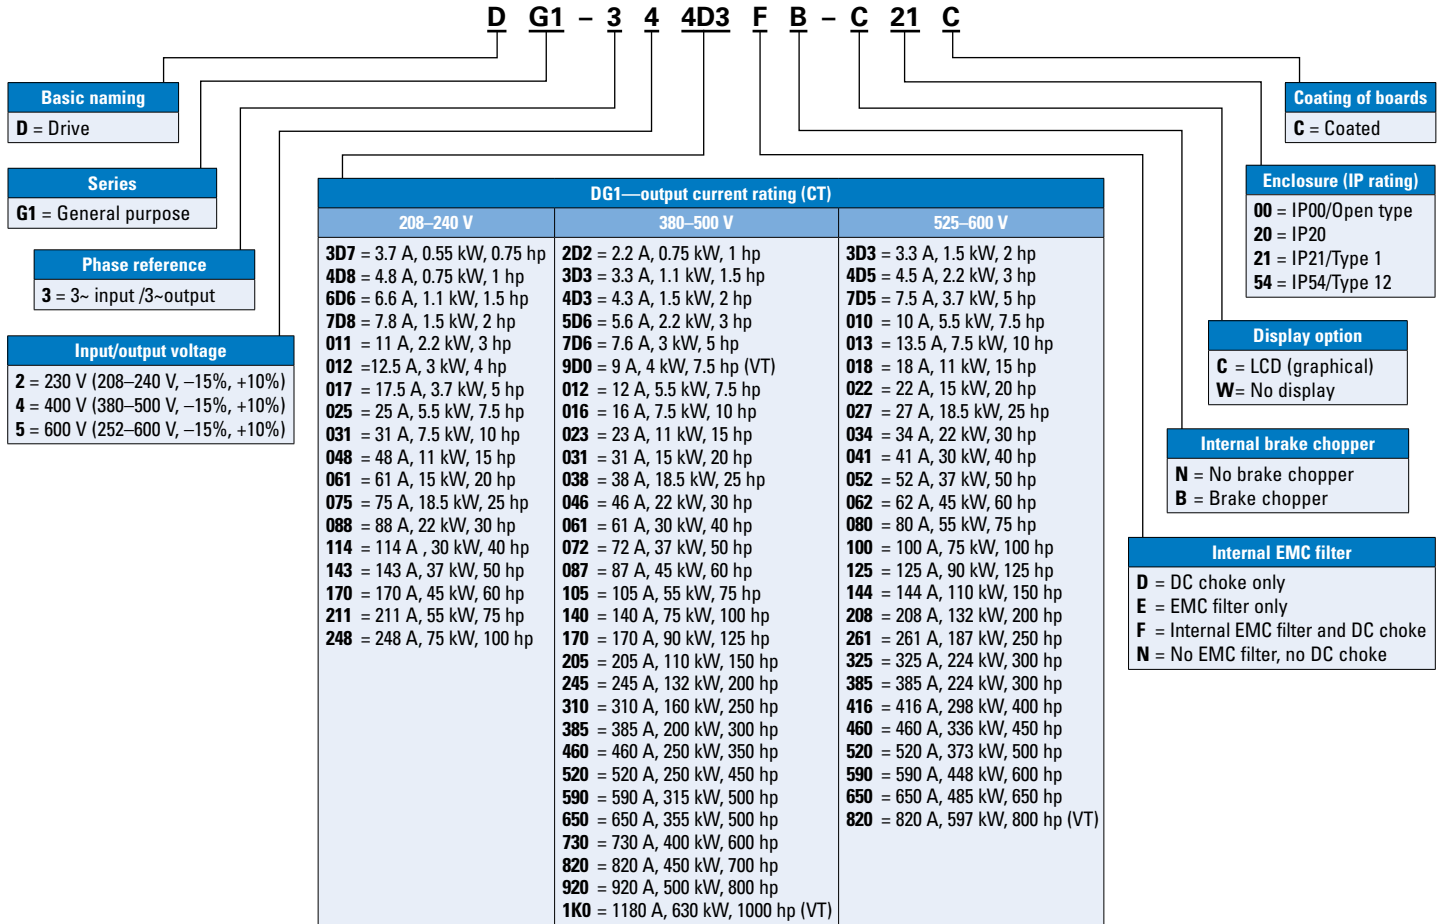 D G1 – 3 4 4D3 F B – C 21 C
Basic naming
D = Drive
Series
G1 = General purpose
Phase reference
3 = 3~ input /3~output
Input/output voltage
2 = 230 V (208–240 V, –15%, +10%)
4 = 400 V (380–500 V, –15%, +10%)
5 = 600 V (252–600 V, –15%, +10%)
DG1—output current rating (CT)
208–240 V
3D7 = 3.7 A, 0.55 kW, 0.75 hp
4D8 = 4.8 A, 0.75 kW, 1 hp
6D6 = 6.6 A, 1.1 kW, 1.5 hp
7D8 = 7.8 A, 1.5 kW, 2 hp
011 = 11 A, 2.2 kW, 3 hp
012 =12.5 A, 3 kW, 4 hp
017 = 17.5 A, 3.7 kW, 5 hp
025 = 25 A, 5.5 kW, 7.5 hp
031 = 31 A, 7.5 kW, 10 hp
048 = 48 A, 11 kW, 15 hp
061 = 61 A, 15 kW, 20 hp
075 = 75 A, 18.5 kW, 25 hp
088 = 88 A, 22 kW, 30 hp
114 = 114 A , 30 kW, 40 hp
143 = 143 A, 37 kW, 50 hp
170 = 170 A, 45 kW, 60 hp
211 = 211 A, 55 kW, 75 hp
248 = 248 A, 75 kW, 100 hp
380–500 V
2D2 = 2.2 A, 0.75 kW, 1 hp
3D3 = 3.3 A, 1.1 kW, 1.5 hp
4D3 = 4.3 A, 1.5 kW, 2 hp
5D6 = 5.6 A, 2.2 kW, 3 hp
7D6 = 7.6 A, 3 kW, 5 hp
9D0 = 9 A, 4 kW, 7.5 hp (VT)
012 = 12 A, 5.5 kW, 7.5 hp
016 = 16 A, 7.5 kW, 10 hp
023 = 23 A, 11 kW, 15 hp
031 = 31 A, 15 kW, 20 hp
038 = 38 A, 18.5 kW, 25 hp
046 = 46 A, 22 kW, 30 hp
061 = 61 A, 30 kW, 40 hp
072 = 72 A, 37 kW, 50 hp
087 = 87 A, 45 kW, 60 hp
105 = 105 A, 55 kW, 75 hp
140 = 140 A, 75 kW, 100 hp
170 = 170 A, 90 kW, 125 hp
205 = 205 A, 110 kW, 150 hp
245 = 245 A, 132 kW, 200 hp
310 = 310 A, 160 kW, 250 hp
385 = 385 A, 200 kW, 300 hp
460 = 460 A, 250 kW, 350 hp
520 = 520 A, 250 kW, 450 hp
590 = 590 A, 315 kW, 500 hp
650 = 650 A, 355 kW, 500 hp
730 = 730 A, 400 kW, 600 hp
820 = 820 A, 450 kW, 700 hp
920 = 920 A, 500 kW, 800 hp
1K0 = 1180 A, 630 kW, 1000 hp (VT)
525–600 V
3D3 = 3.3 A, 1.5 kW, 2 hp
4D5 = 4.5 A, 2.2 kW, 3 hp
7D5 = 7.5 A, 3.7 kW, 5 hp
010 = 10 A, 5.5 kW, 7.5 hp
013 = 13.5 A, 7.5 kW, 10 hp
018 = 18 A, 11 kW, 15 hp
022 = 22 A, 15 kW, 20 hp
027 = 27 A, 18.5 kW, 25 hp
034 = 34 A, 22 kW, 30 hp
041 = 41 A, 30 kW, 40 hp
052 = 52 A, 37 kW, 50 hp
062 = 62 A, 45 kW, 60 hp
080 = 80 A, 55 kW, 75 hp
100 = 100 A, 75 kW, 100 hp
125 = 125 A, 90 kW, 125 hp
144 = 144 A, 110 kW, 150 hp
208 = 208 A, 132 kW, 200 hp
261 = 261 A, 187 kW, 250 hp
325 = 325 A, 224 kW, 300 hp
385 = 385 A, 224 kW, 300 hp
416 = 416 A, 298 kW, 400 hp
460 = 460 A, 336 kW, 450 hp
520 = 520 A, 373 kW, 500 hp
590 = 590 A, 448 kW, 600 hp
650 = 650 A, 485 kW, 650 hp
820 = 820 A, 597 kW, 800 hp (VT)
Coating of boards
C = Coated
Enclosure (IP rating)
00 = IP00/Open type
20 = IP20
21 = IP21/Type 1
54 = IP54/Type 12
Display option
C = LCD (graphical)
W= No display
Internal brake chopper
N = No brake chopper
B = Brake chopper
Internal EMC filter
D = DC choke only
E = EMC filter only
F = Internal EMC filter and DC choke
N = No EMC filter, no DC choke